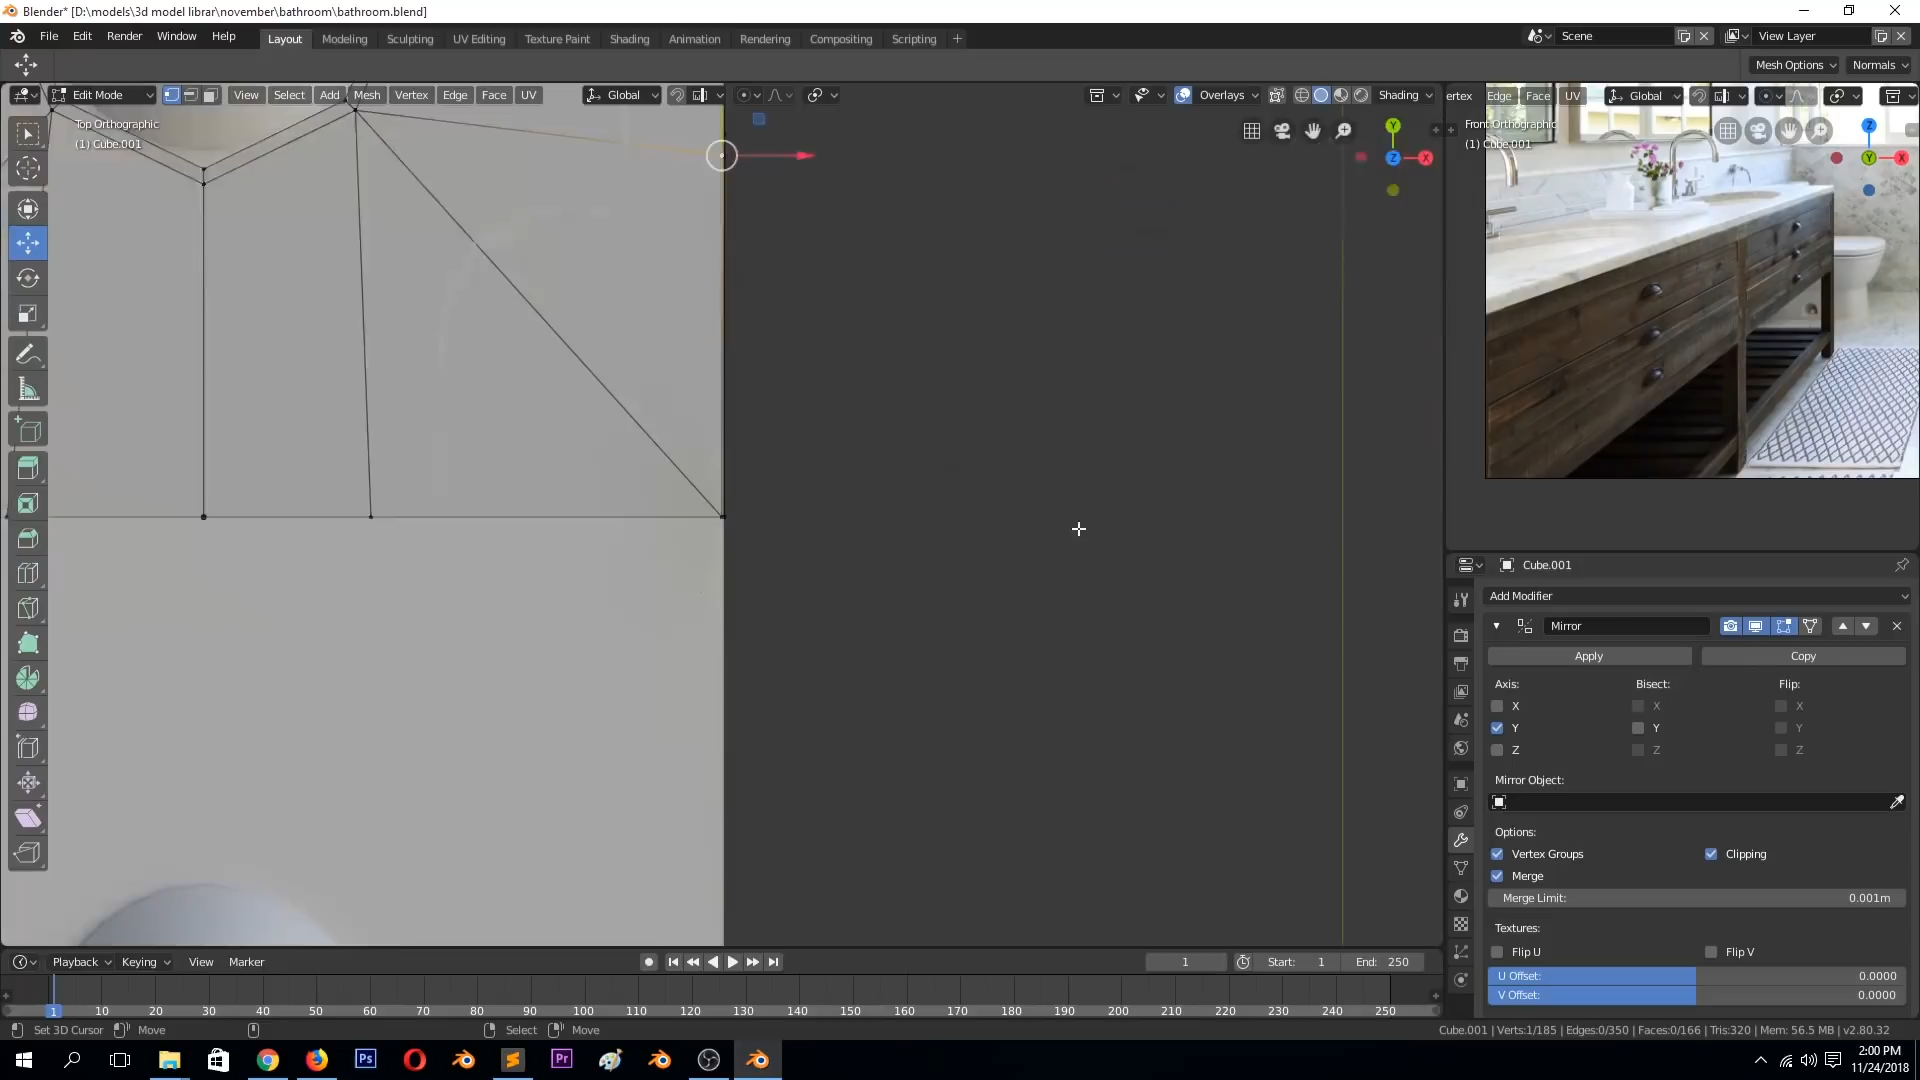 Blender* [D:\models\3d model librar\november\bathroom\bathroom.blend]
File Edit Render Window Help Layout Modeling Sculpting UV Editing Texture Paint Shading Animation Rendering Compositing Scripting + Scene View Layer
Mesh Options Normals
Edit Mode View Select Add Mesh Vertex Edge Face UV Global Overlays Shading
ertex Edge Face UV Global
Top Orthographic
(1) Cube.001
Y
Z
X
Front Orthographic
(1) Cube.001
Z
Y
X
Cube.001
Add Modifier
Mirror
Apply Copy
Axis: Bisect: Flip:
X X X
Y Y Y
Z Z Z
Mirror Object:
Options:
Vertex Groups Clipping
Merge
Merge Limit: 0.001m
Textures:
Flip U Flip V
U Offset: 0.0000
V Offset: 0.0000
Playback Keying View Marker 1 Start: 1 End: 250
1 10 20 30 40 50 60 70 80 90 100 110 120 130 140 150 160 170 180 190 200 210 220 230 240 250
Set 3D Cursor Move Select Move Cube.001 | Verts:1/185 | Edges:0/350 | Faces:0/166 | Tris:320 | Mem: 56.5 MB | v2.80.32
Ps Pr
2:00 PM
11/24/2018